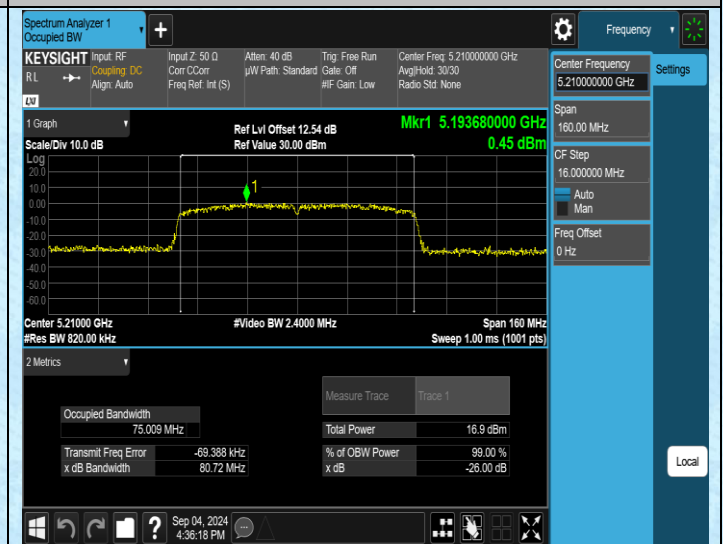 Spectrum Analyzer 1
Occupied BW
Frequency
KEYSIGHT
Input: RF
Coupling: DC
Align: Auto
R L
LXI
Input Z: 50 Ω
Corr CCorr
Freq Ref: Int (S)
Atten: 40 dB
µW Path: Standard
Trig: Free Run
Gate: Off
#IF Gain: Low
Center Freq: 5.210000000 GHz
Avg|Hold: 30/30
Radio Std: None
Center Frequency
5.210000000 GHz
Settings
Span
160.00 MHz
CF Step
16.000000 MHz
Auto
Man
Freq Offset
0 Hz
1 Graph
Scale/Div 10.0 dB
Ref Lvl Offset 12.54 dB
Ref Value 30.00 dBm
Mkr1 5.193680000 GHz
0.45 dBm
Log
20.0
10.0
0.00
-10.0
-20.0
-30.0
-40.0
-50.0
-60.0
1
Center 5.21000 GHz
#Res BW 820.00 kHz
#Video BW 2.4000 MHz
Span 160 MHz
Sweep 1.00 ms (1001 pts)
2 Metrics
Measure Trace
Trace 1
Occupied Bandwidth
75.009 MHz
Total Power
16.9 dBm
Transmit Freq Error
-69.388 kHz
% of OBW Power
99.00 %
x dB Bandwidth
80.72 MHz
x dB
-26.00 dB
Local
?
Sep 04, 2024
4:36:18 PM